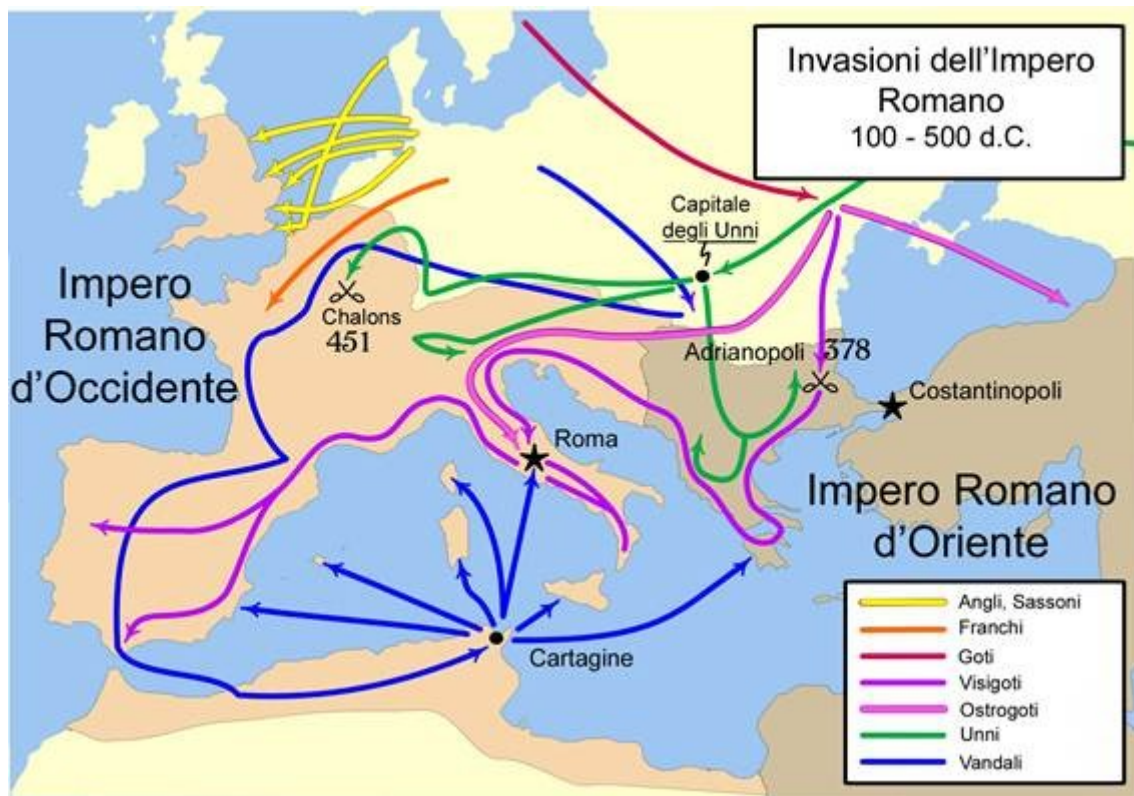 Invasioni dell'Impero
Romano
100 - 500 d.C.
Capitale
degli Unni
Impero
Romano
d'Occidente
Chalons
451
Adrianopoli
378
Costantinopoli
Roma
Impero Romano
d'Oriente
Cartagine
Angli, Sassoni
Franchi
Goti
Visigoti
Ostrogoti
Unni
Vandali